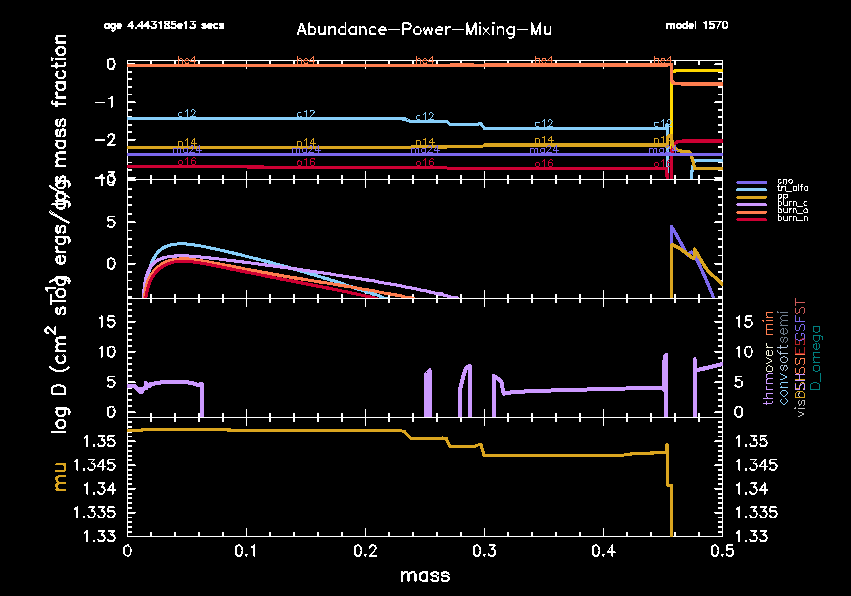 age 4.443185e13 secs
Abundance-Power-Mixing-Mu
model 1570
log mass fraction
0
-1
-2
-3
he4 he4 he4 he4 he4
c12 c12 c12 c12 c12
n14 n14 n14 n14 n14
mg24 mg24 mg24 mg24
o16 o16 o16 o16 o16
log ergs/g/s
10
5
0
cno
tri_alfa
pp
burn_c
burn_n
log D (cm² s⁻¹)
15 15
10 10
5 5
0 0
thrm over min
conv soft semi
D_omega
mu
1.35 1.35
1.345 1.345
1.34 1.34
1.335 1.335
1.33 1.33
0 0.1 0.2 0.3 0.4 0.5
mass